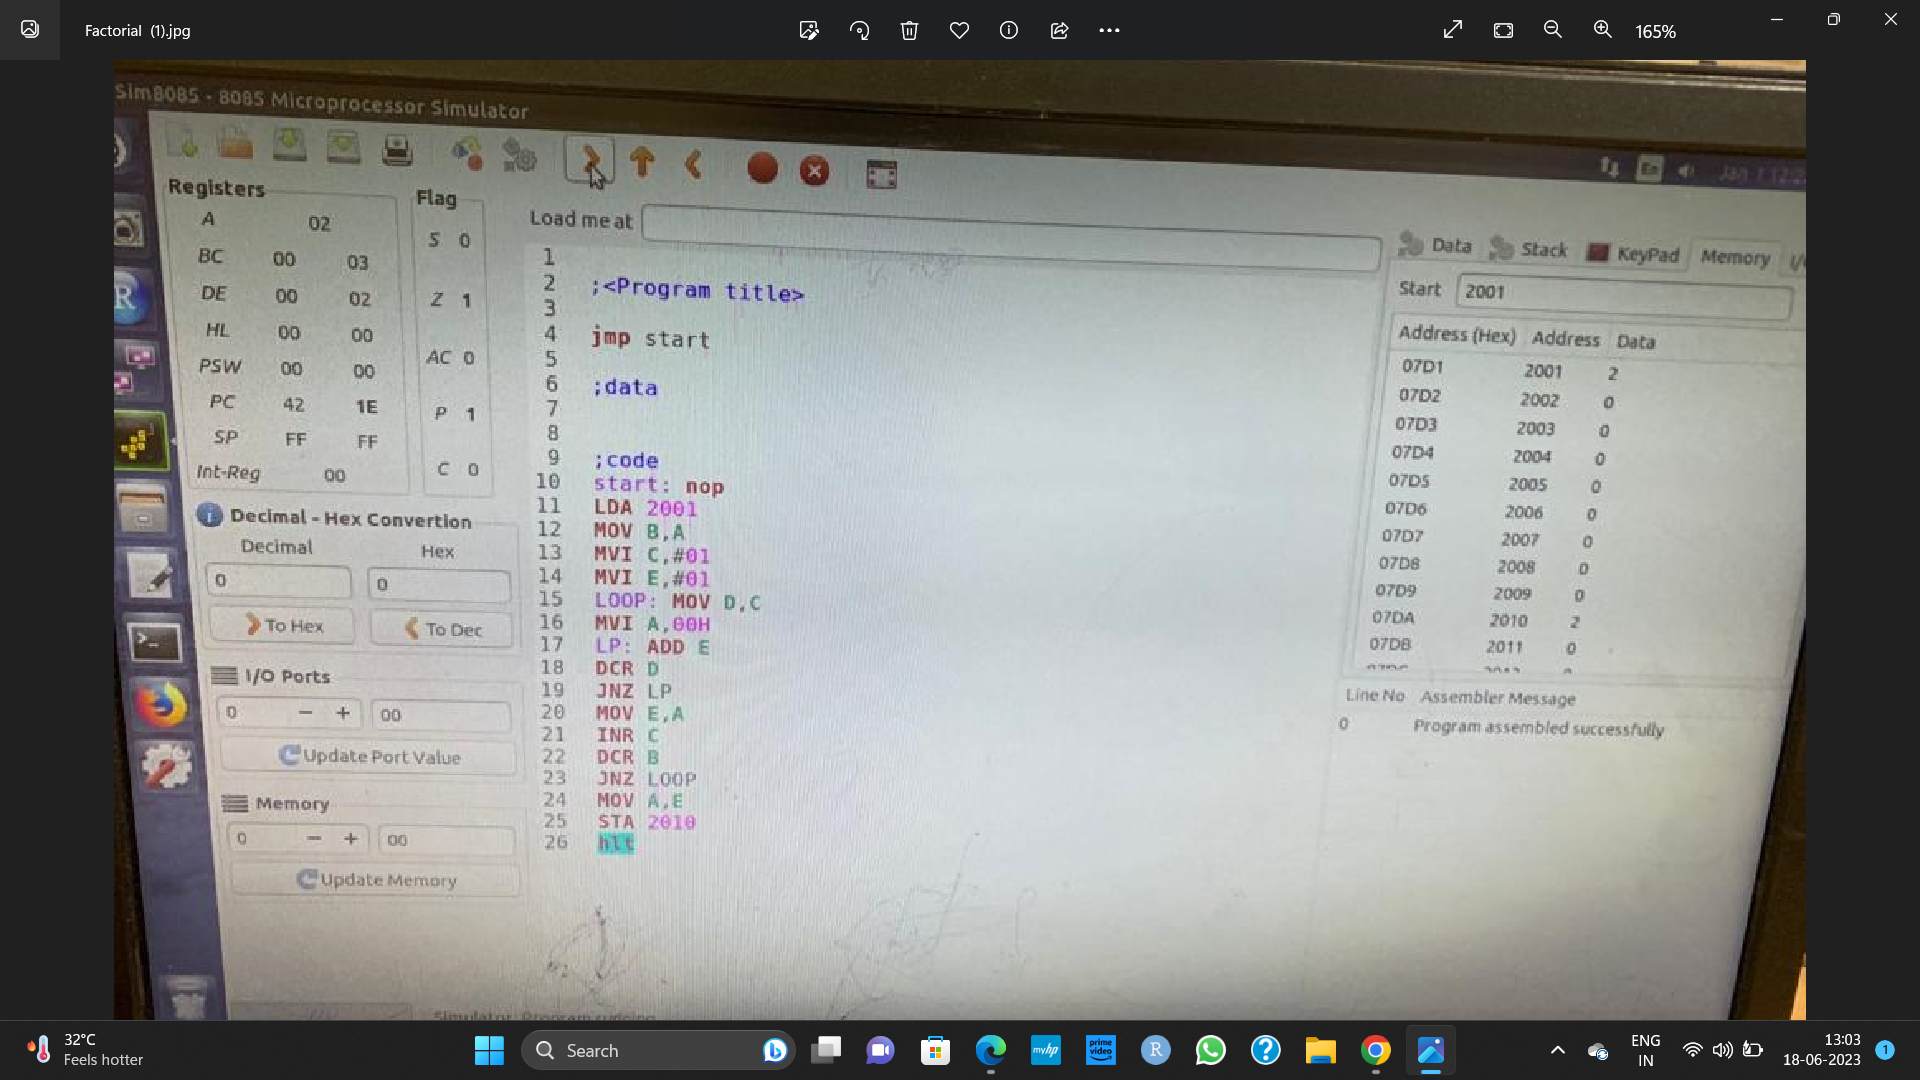 Factorial (1).jpg
165%
Sim8085 - 8085 Microprocessor Simulator
En
Registers
A 02
BC 00 03
DE 00 02
HL 00 00
PSW 00 00
PC 42 1E
SP FF FF
Int-Reg 00
Flag
S 0
Z 1
AC 0
P 1
C 0
Decimal - Hex Convertion
Decimal Hex
0 0
To Hex To Dec
I/O Ports
0 - + 00
Update Port Value
Memory
0 - + 00
Update Memory
Load me at
1
2 ;<Program title>
3
4 jmp start
5
6 ;data
7
8
9 ;code
10 start: nop
11 LDA 2001
12 MOV B,A
13 MVI C,#01
14 MVI E,#01
15 LOOP: MOV D,C
16 MVI A,00H
17 LP: ADD E
18 DCR D
19 JNZ LP
20 MOV E,A
21 INR C
22 DCR B
23 JNZ LOOP
24 MOV A,E
25 STA 2010
26 hlt
Simulator: Program running
Data Stack KeyPad Memory I/
Start 2001
Address (Hex) Address Data
07D1 2001 2
07D2 2002 0
07D3 2003 0
07D4 2004 0
07D5 2005 0
07D6 2006 0
07D7 2007 0
07D8 2008 0
07D9 2009 0
07DA 2010 2
07DB 2011 0
Line No Assembler Message
0 Program assembled successfully
32°C
Feels hotter
Search
myhp
prime video
R
ENG
IN
13:03
18-06-2023
1